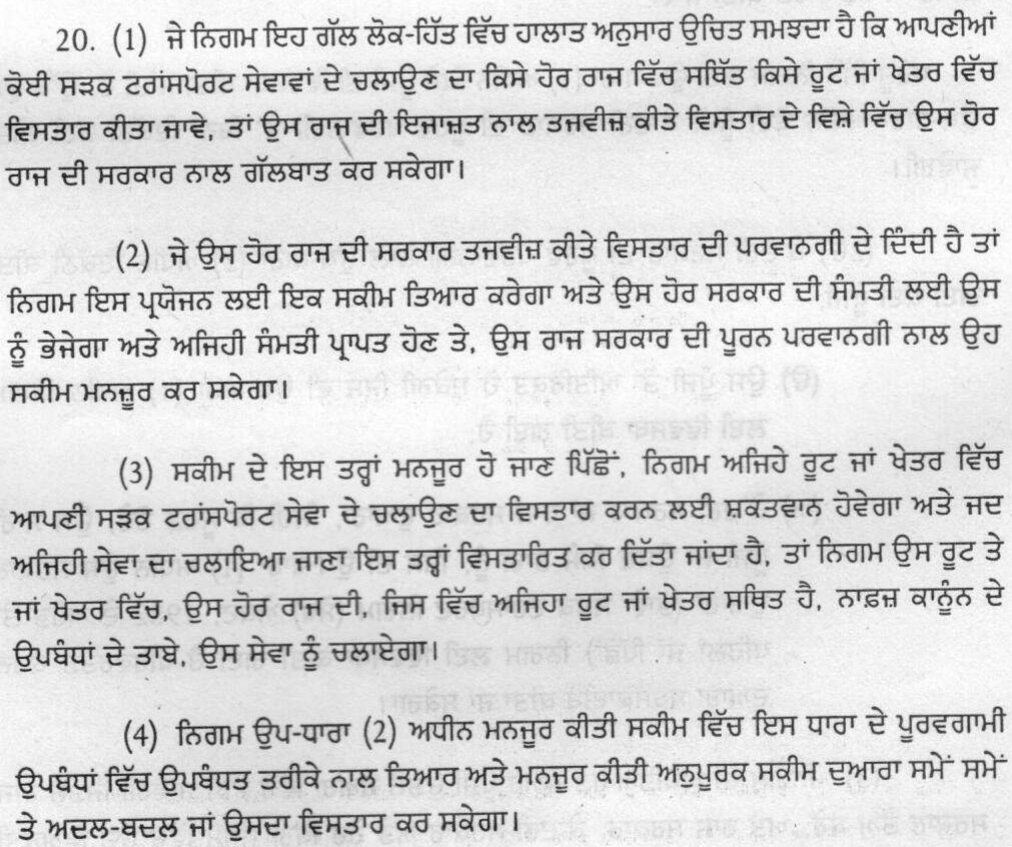 20. (1) ਜੇ ਨਿਗਮ ਇਹ ਗੱਲ ਲੋਕ-ਹਿੱਤ ਵਿੱਚ ਹਾਲਾਤ ਅਨੁਸਾਰ ਉਚਿਤ ਸਮਝਦਾ ਹੈ ਕਿ ਆਪਣੀਆਂ
ਕੋਈ ਸੜਕ ਟਰਾਂਸਪੋਰਟ ਸੇਵਾਵਾਂ ਦੇ ਚਲਾਉਣ ਦਾ ਕਿਸੇ ਹੋਰ ਰਾਜ ਵਿੱਚ ਸਥਿੱਤ ਕਿਸੇ ਰੂਟ ਜਾਂ ਖੇਤਰ ਵਿੱਚ
ਵਿਸਤਾਰ ਕੀਤਾ ਜਾਵੇ, ਤਾਂ ਉਸ ਰਾਜ ਦੀ ਇਜਾਜ਼ਤ ਨਾਲ ਤਜਵੀਜ਼ ਕੀਤੇ ਵਿਸਤਾਰ ਦੇ ਵਿਸ਼ੇ ਵਿੱਚ ਉਸ ਹੋਰ
ਰਾਜ ਦੀ ਸਰਕਾਰ ਨਾਲ ਗੱਲਬਾਤ ਕਰ ਸਕੇਗਾ।
(2) ਜੇ ਉਸ ਹੋਰ ਰਾਜ ਦੀ ਸਰਕਾਰ ਤਜਵੀਜ਼ ਕੀਤੇ ਵਿਸਤਾਰ ਦੀ ਪਰਵਾਨਗੀ ਦੇ ਦਿੰਦੀ ਹੈ ਤਾਂ
ਨਿਗਮ ਇਸ ਪ੍ਰਯੋਜਨ ਲਈ ਇਕ ਸਕੀਮ ਤਿਆਰ ਕਰੇਗਾ ਅਤੇ ਉਸ ਹੋਰ ਸਰਕਾਰ ਦੀ ਸੰਮਤੀ ਲਈ ਉਸ
ਨੂੰ ਭੇਜੇਗਾ ਅਤੇ ਅਜਿਹੀ ਸੰਮਤੀ ਪ੍ਰਾਪਤ ਹੋਣ ਤੇ, ਉਸ ਰਾਜ ਸਰਕਾਰ ਦੀ ਪੂਰਨ ਪਰਵਾਨਗੀ ਨਾਲ ਉਹ
ਸਕੀਮ ਮਨਜ਼ੂਰ ਕਰ ਸਕੇਗਾ।
(3) ਸਕੀਮ ਦੇ ਇਸ ਤਰ੍ਹਾਂ ਮਨਜੂਰ ਹੋ ਜਾਣ ਪਿੱਛੋਂ, ਨਿਗਮ ਅਜਿਹੇ ਰੂਟ ਜਾਂ ਖੇਤਰ ਵਿੱਚ
ਆਪਣੀ ਸੜਕ ਟਰਾਂਸਪੋਰਟ ਸੇਵਾ ਦੇ ਚਲਾਉਣ ਦਾ ਵਿਸਤਾਰ ਕਰਨ ਲਈ ਸ਼ਕਤਵਾਨ ਹੋਵੇਗਾ ਅਤੇ ਜਦ
ਅਜਿਹੀ ਸੇਵਾ ਦਾ ਚਲਾਇਆ ਜਾਣਾ ਇਸ ਤਰ੍ਹਾਂ ਵਿਸਤਾਰਿਤ ਕਰ ਦਿੱਤਾ ਜਾਂਦਾ ਹੈ, ਤਾਂ ਨਿਗਮ ਉਸ ਰੂਟ ਤੇ
ਜਾਂ ਖੇਤਰ ਵਿੱਚ, ਉਸ ਹੋਰ ਰਾਜ ਦੀ, ਜਿਸ ਵਿੱਚ ਅਜਿਹਾ ਰੂਟ ਜਾਂ ਖੇਤਰ ਸਥਿਤ ਹੈ, ਨਾਫ਼ਜ਼ ਕਾਨੂੰਨ ਦੇ
ਉਪਬੰਧਾਂ ਦੇ ਤਾਬੇ, ਉਸ ਸੇਵਾ ਨੂੰ ਚਲਾਏਗਾ।
(4) ਨਿਗਮ ਉਪ-ਧਾਰਾ (2) ਅਧੀਨ ਮਨਜੂਰ ਕੀਤੀ ਸਕੀਮ ਵਿੱਚ ਇਸ ਧਾਰਾ ਦੇ ਪੂਰਵਗਾਮੀ
ਉਪਬੰਧਾਂ ਵਿੱਚ ਉਪਬੰਧਤ ਤਰੀਕੇ ਨਾਲ ਤਿਆਰ ਅਤੇ ਮਨਜੂਰ ਕੀਤੀ ਅਨੁਪੂਰਕ ਸਕੀਮ ਦੁਆਰਾ ਸਮੇਂ ਸਮੇਂ
ਤੇ ਅਦਲ-ਬਦਲ ਜਾਂ ਉਸਦਾ ਵਿਸਤਾਰ ਕਰ ਸਕੇਗਾ।